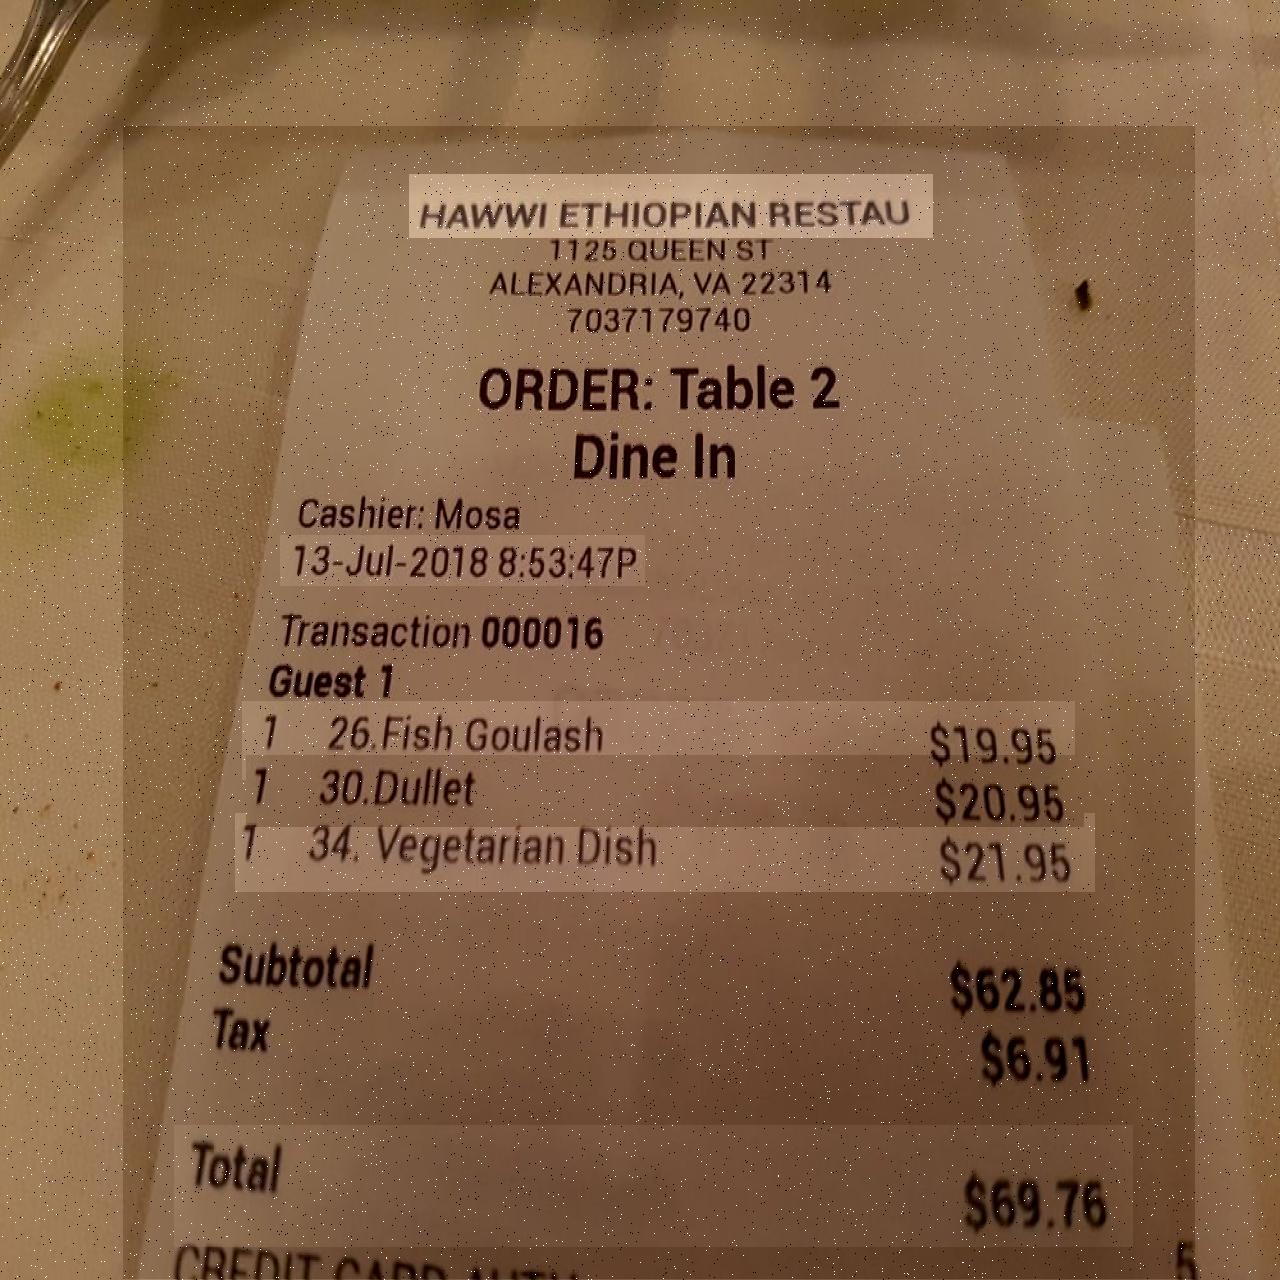 HAWWI ETHIOPIAN RESTAU
1125 QUEEN ST
ALEXANDRIA, VA 22314
7037179740
ORDER: Table 2
Dine In
Cashier: Mosa
13-Jul-2018 8:53:47P
Transaction 000016
Guest 1
1 26.Fish Goulash $19.95
1 30.Dullet $20.95
1 34. Vegetarian Dish $21.95
Subtotal $62.85
Tax $6.91
Total $69.76
CREDIT CARD AUTH 5